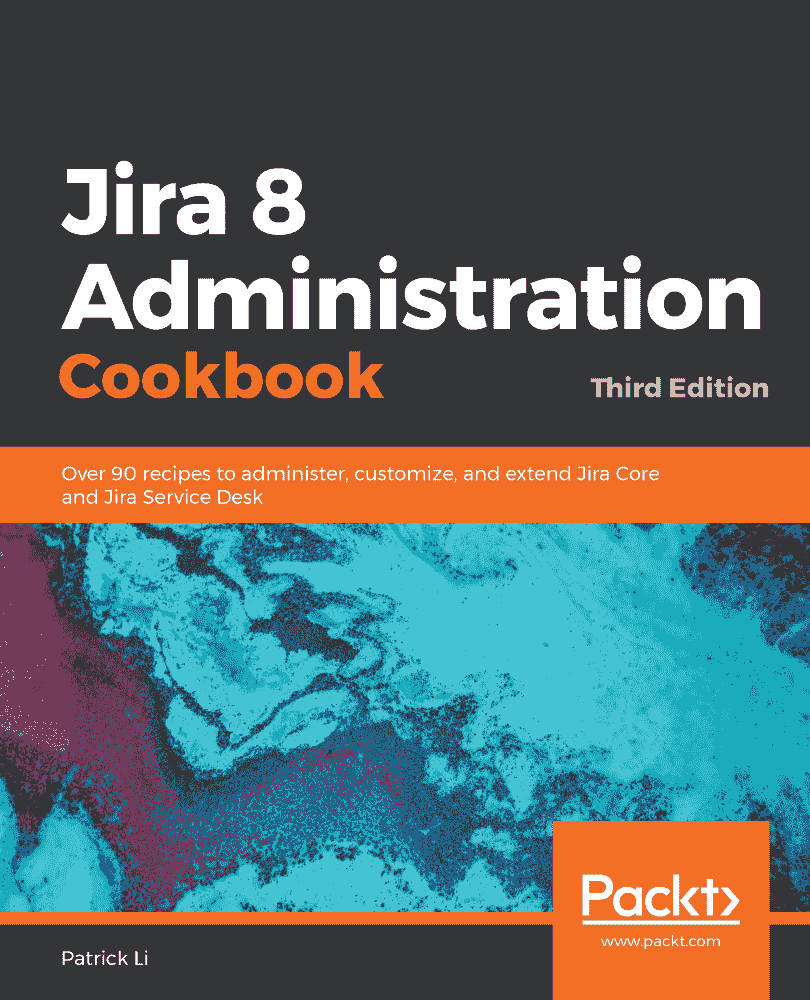 Jira 8
Administration
Cookbook
Third Edition
Over 90 recipes to administer, customize, and extend Jira Core
and Jira Service Desk
Packt>
www.packt.com
Patrick Li